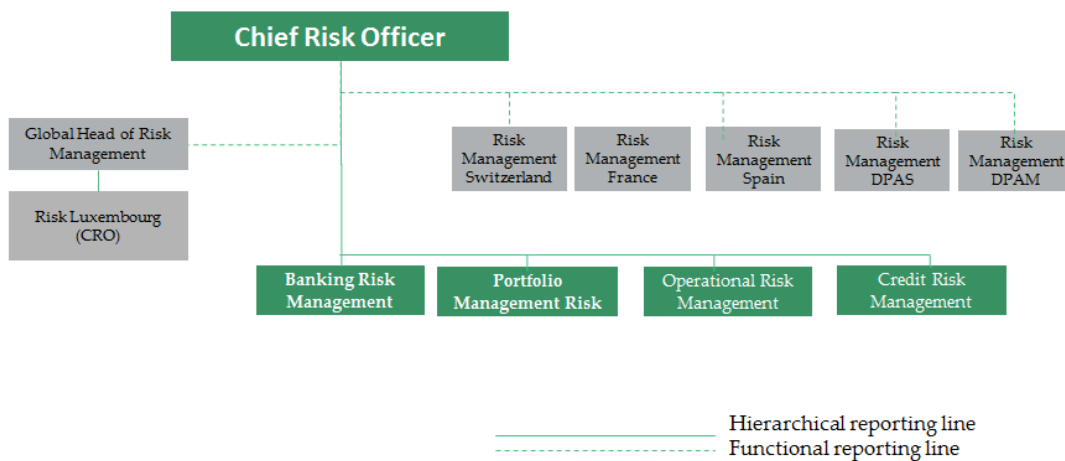 Chief Risk Officer
Global Head of Risk
Management
Risk Luxembourg
(CRO)
Risk
Management
Switzerland
Risk
Management
France
Risk
Management
Spain
Risk
Management
DPAS
Risk
Management
DPAM
Banking Risk
Management
Portfolio
Management Risk
Operational Risk
Management
Credit Risk
Management
Hierarchical reporting line
Functional reporting line